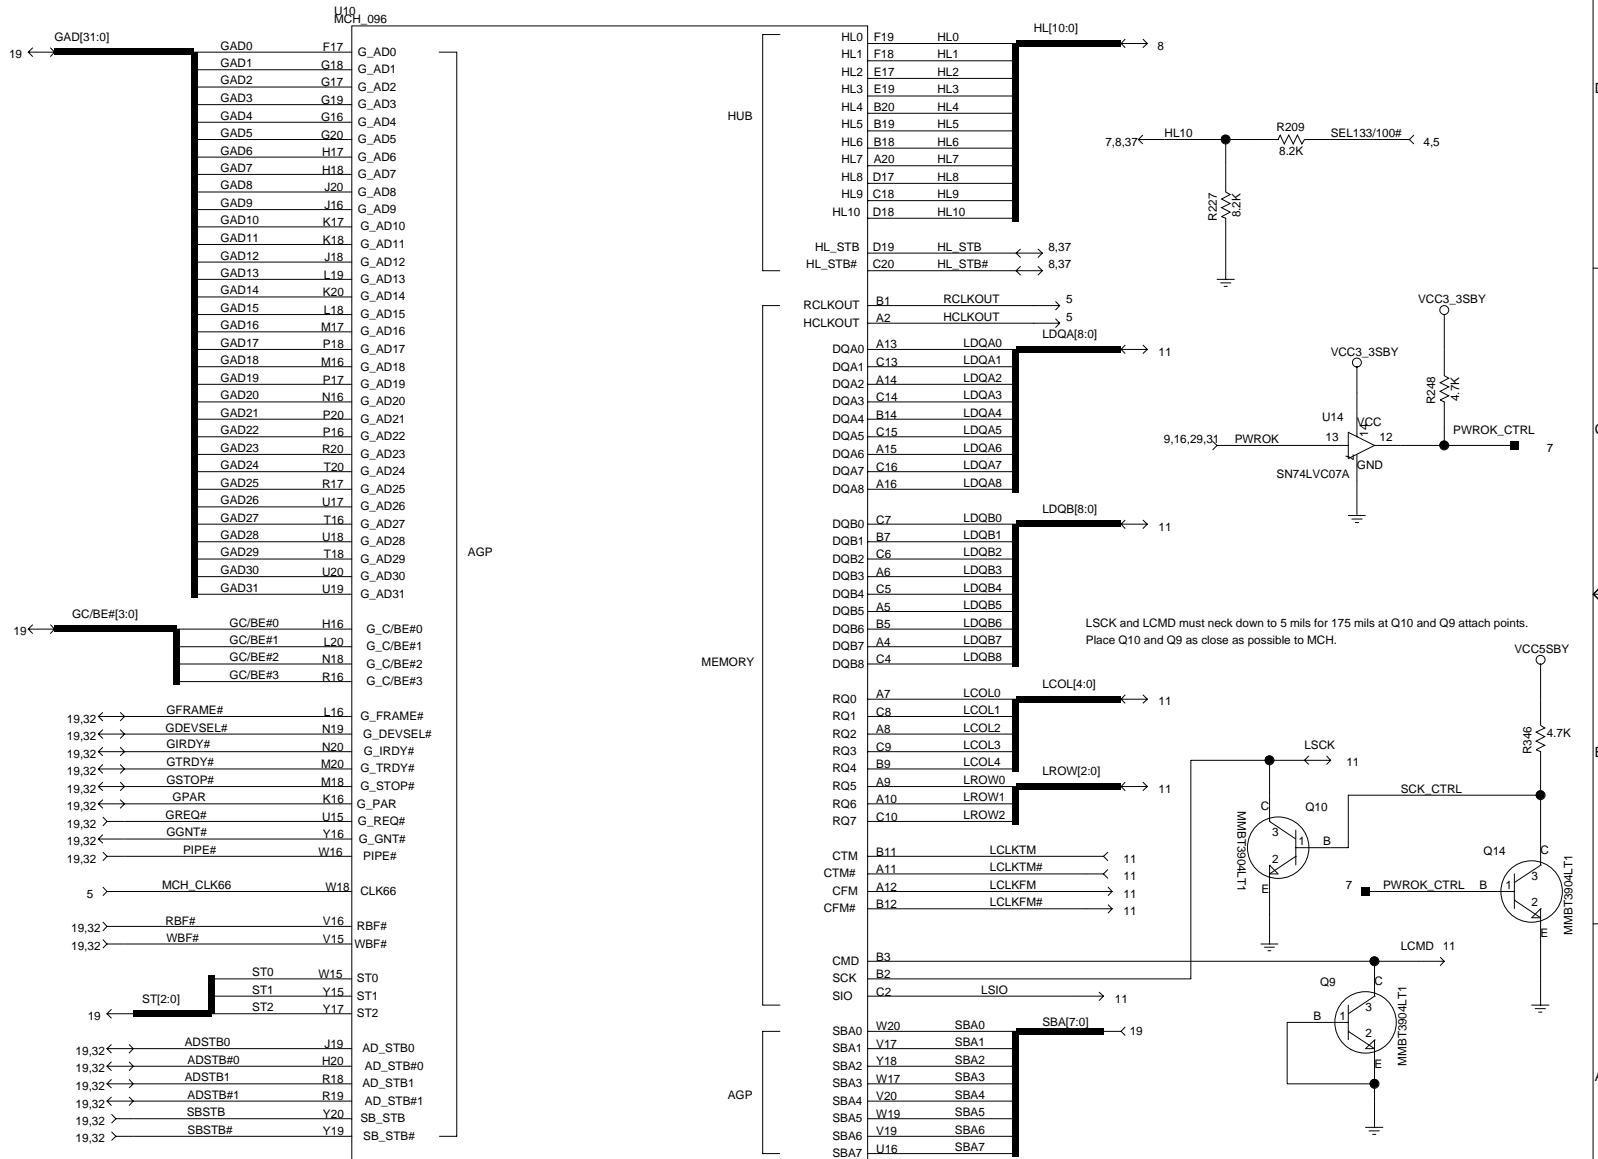 U10
MCH_096
GAD[31:0]
19
GAD0 F17 G_AD0
GAD1 G18 G_AD1
GAD2 G17 G_AD2
GAD3 G19 G_AD3
GAD4 G16 G_AD4
GAD5 G20 G_AD5
GAD6 H17 G_AD6
GAD7 H18 G_AD7
GAD8 J20 G_AD8
GAD9 J16 G_AD9
GAD10 K17 G_AD10
GAD11 K18 G_AD11
GAD12 J18 G_AD12
GAD13 L19 G_AD13
GAD14 K20 G_AD14
GAD15 L18 G_AD15
GAD16 M17 G_AD16
GAD17 P18 G_AD17
GAD18 M16 G_AD18
GAD19 P17 G_AD19
GAD20 N16 G_AD20
GAD21 P20 G_AD21
GAD22 P16 G_AD22
GAD23 R20 G_AD23
GAD24 T20 G_AD24
GAD25 R17 G_AD25
GAD26 U17 G_AD26
GAD27 T16 G_AD27
GAD28 U18 G_AD28
GAD29 T18 G_AD29
GAD30 U20 G_AD30
GAD31 U19 G_AD31
AGP
GC/BE#[3:0]
19
GC/BE#0 H16 G_C/BE#0
GC/BE#1 L20 G_C/BE#1
GC/BE#2 N18 G_C/BE#2
GC/BE#3 R16 G_C/BE#3
19,32 GFRAME# L16 G_FRAME#
19,32 GDEVSEL# N19 G_DEVSEL#
19,32 GIRDY# N20 G_IRDY#
19,32 GTRDY# M20 G_TRDY#
19,32 GSTOP# M18 G_STOP#
19,32 GPAR K16 G_PAR
19,32 GREQ# U15 G_REQ#
19,32 GGNT# Y16 G_GNT#
19,32 PIPE# W16 PIPE#
5 MCH_CLK66 W18 CLK66
19,32 RBF# V16 RBF#
19,32 WBF# V15 WBF#
ST0 W15 ST0
ST1 Y15 ST1
ST[2:0]
19
ST2 Y17 ST2
19,32 ADSTB0 J19 AD_STB0
19,32 ADSTB#0 H20 AD_STB#0
19,32 ADSTB1 R18 AD_STB1
19,32 ADSTB#1 R19 AD_STB#1
19,32 SBSTB Y20 SB_STB
19,32 SBSTB# Y19 SB_STB#
HUB
HL[10:0]
8
HL0 F19 HL0
HL1 F18 HL1
HL2 E17 HL2
HL3 E19 HL3
HL4 B20 HL4
HL5 B19 HL5
HL6 B18 HL6
HL7 A20 HL7
HL8 D17 HL8
HL9 C18 HL9
HL10 D18 HL10
HL_STB D19 HL_STB 8,37
HL_STB# C20 HL_STB# 8,37
MEMORY
RCLKOUT B1 RCLKOUT 5
HCLKOUT A2 HCLKOUT 5
LDQA[8:0]
11
DQA0 A13 LDQA0
DQA1 C13 LDQA1
DQA2 A14 LDQA2
DQA3 C14 LDQA3
DQA4 B14 LDQA4
DQA5 C15 LDQA5
DQA6 A15 LDQA6
DQA7 C16 LDQA7
DQA8 A16 LDQA8
LDQB[8:0]
11
DQB0 C7 LDQB0
DQB1 B7 LDQB1
DQB2 C6 LDQB2
DQB3 A6 LDQB3
DQB4 C5 LDQB4
DQB5 A5 LDQB5
DQB6 B5 LDQB6
DQB7 A4 LDQB7
DQB8 C4 LDQB8
LCOL[4:0]
11
RQ0 A7 LCOL0
RQ1 C8 LCOL1
RQ2 A8 LCOL2
RQ3 C9 LCOL3
RQ4 B9 LCOL4
LROW[2:0]
11
RQ5 A9 LROW0
RQ6 A10 LROW1
RQ7 C10 LROW2
CTM B11 LCLKTM 11
CTM# A11 LCLKTM# 11
CFM A12 LCLKFM 11
CFM# B12 LCLKFM# 11
CMD B3
SCK B2
SIO C2 LSIO 11
AGP
SBA[7:0]
19
SBA0 W20 SBA0
SBA1 V17 SBA1
SBA2 Y18 SBA2
SBA3 W17 SBA3
SBA4 V20 SBA4
SBA5 W19 SBA5
SBA6 V19 SBA6
SBA7 U16 SBA7
7,8,37 HL10 R209 8.2K SEL133/100# 4,5
R227 8.2K
VCC3_3SBY
VCC3_3SBY
R248 4.7K
U14 VCC 14
9,16,29,31 PWROK 13 12 PWROK_CTRL 7
GND
SN74LVC07A
LSCK and LCMD must neck down to 5 mils for 175 mils at Q10 and Q9 attach points.
Place Q10 and Q9 as close as possible to MCH.
VCC5SBY
R346 4.7K
LSCK 11
SCK_CTRL
C Q10 3 1 B 2 E
MMBT3904LT1
Q14 C 3
7 PWROK_CTRL B 1
2 E
MMBT3904LT1
LCMD 11
Q9 C 3
B 1
2 E
MMBT3904LT1